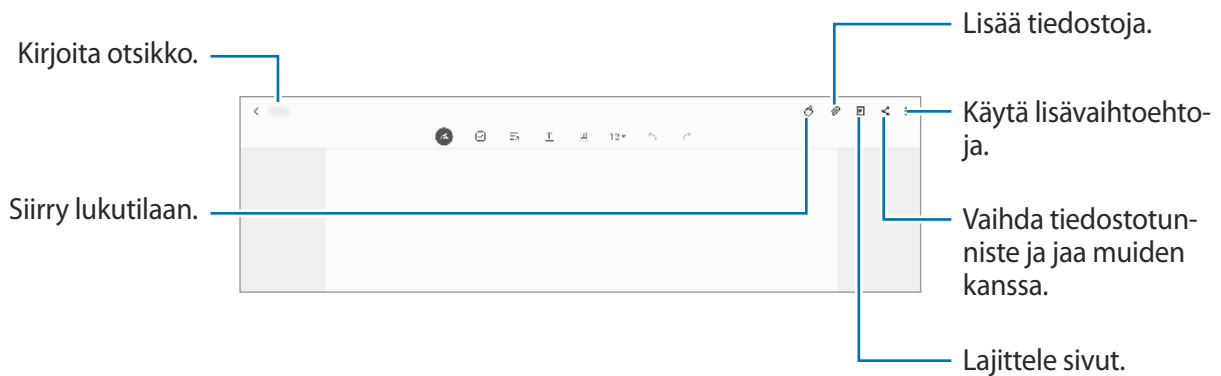 Lisää tiedostoja.
Kirjoita otsikko.
Käytä lisävaihtoehto-
ja.
12
Siirry lukutilaan.
Vaihda tiedostotun-
niste ja jaa muiden
kanssa.
Lajittele sivut.